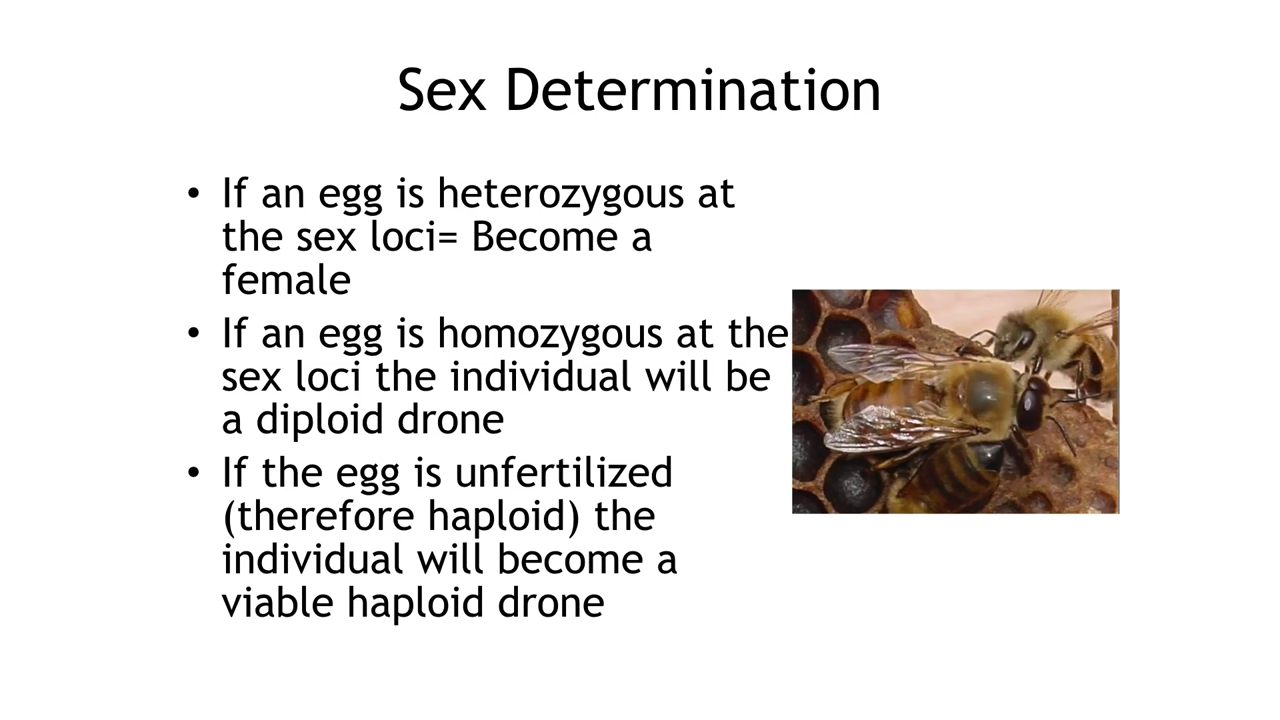 Sex Determination
• If an egg is heterozygous at
the sex loci= Become a
female
• If an egg is homozygous at the
sex loci the individual will be
a diploid drone
• If the egg is unfertilized
(therefore haploid) the
individual will become a
viable haploid drone